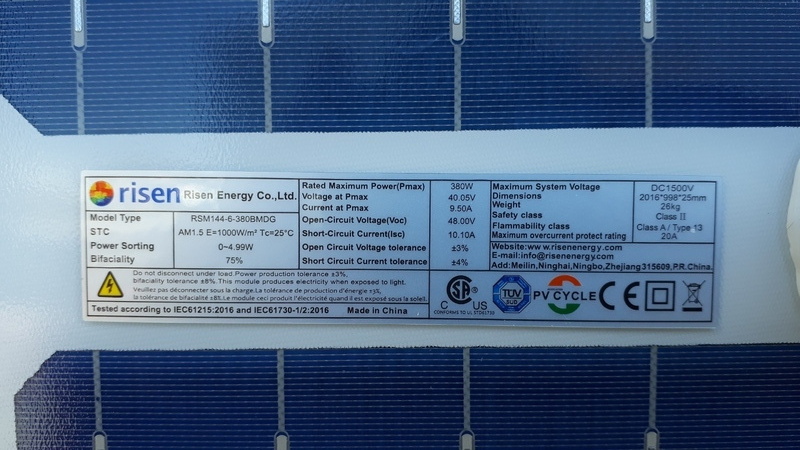 risen Risen Energy Co.,Ltd.
Model Type RSM144-6-380BMDG
STC AM1.5 E=1000W/m² Tc=25°C
Power Sorting 0~4.99W
Bifaciality 75%
Rated Maximum Power(Pmax) 380W
Voltage at Pmax 40.05V
Current at Pmax 9.50A
Open-Circuit Voltage(Voc) 48.00V
Short-Circuit Current(Isc) 10.10A
Open Circuit Voltage tolerance ±3%
Short Circuit Current tolerance ±4%
Maximum System Voltage DC1500V
Dimensions 2016*998*25mm
Weight 26kg
Safety class Class II
Flammability class Class A / Type 13
Maximum overcurrent protect rating 20A
Website:www.risenenergy.com
E-mail:info@risenenergy.com
Add:Meilin,Ninghai,Ningbo,Zhejiang315609,P.R.China.
Do not disconnect under load.Power production tolerance ±3%,
bifaciality tolerance ±8%.This module produces electricity when exposed to light.
Veuillez pas déconnecter sous la charge.La tolérance de production d'énergie ±3%,
la tolérance de bifacialité ±8%.Le module ceci produit l'électricité quand il est exposé sous le soleil.
Tested according to IEC61215:2016 and IEC61730-1/2:2016 Made in China
C US
CONFORMS TO UL STD61730
TÜV
SÜD
PV CYCLE
CE